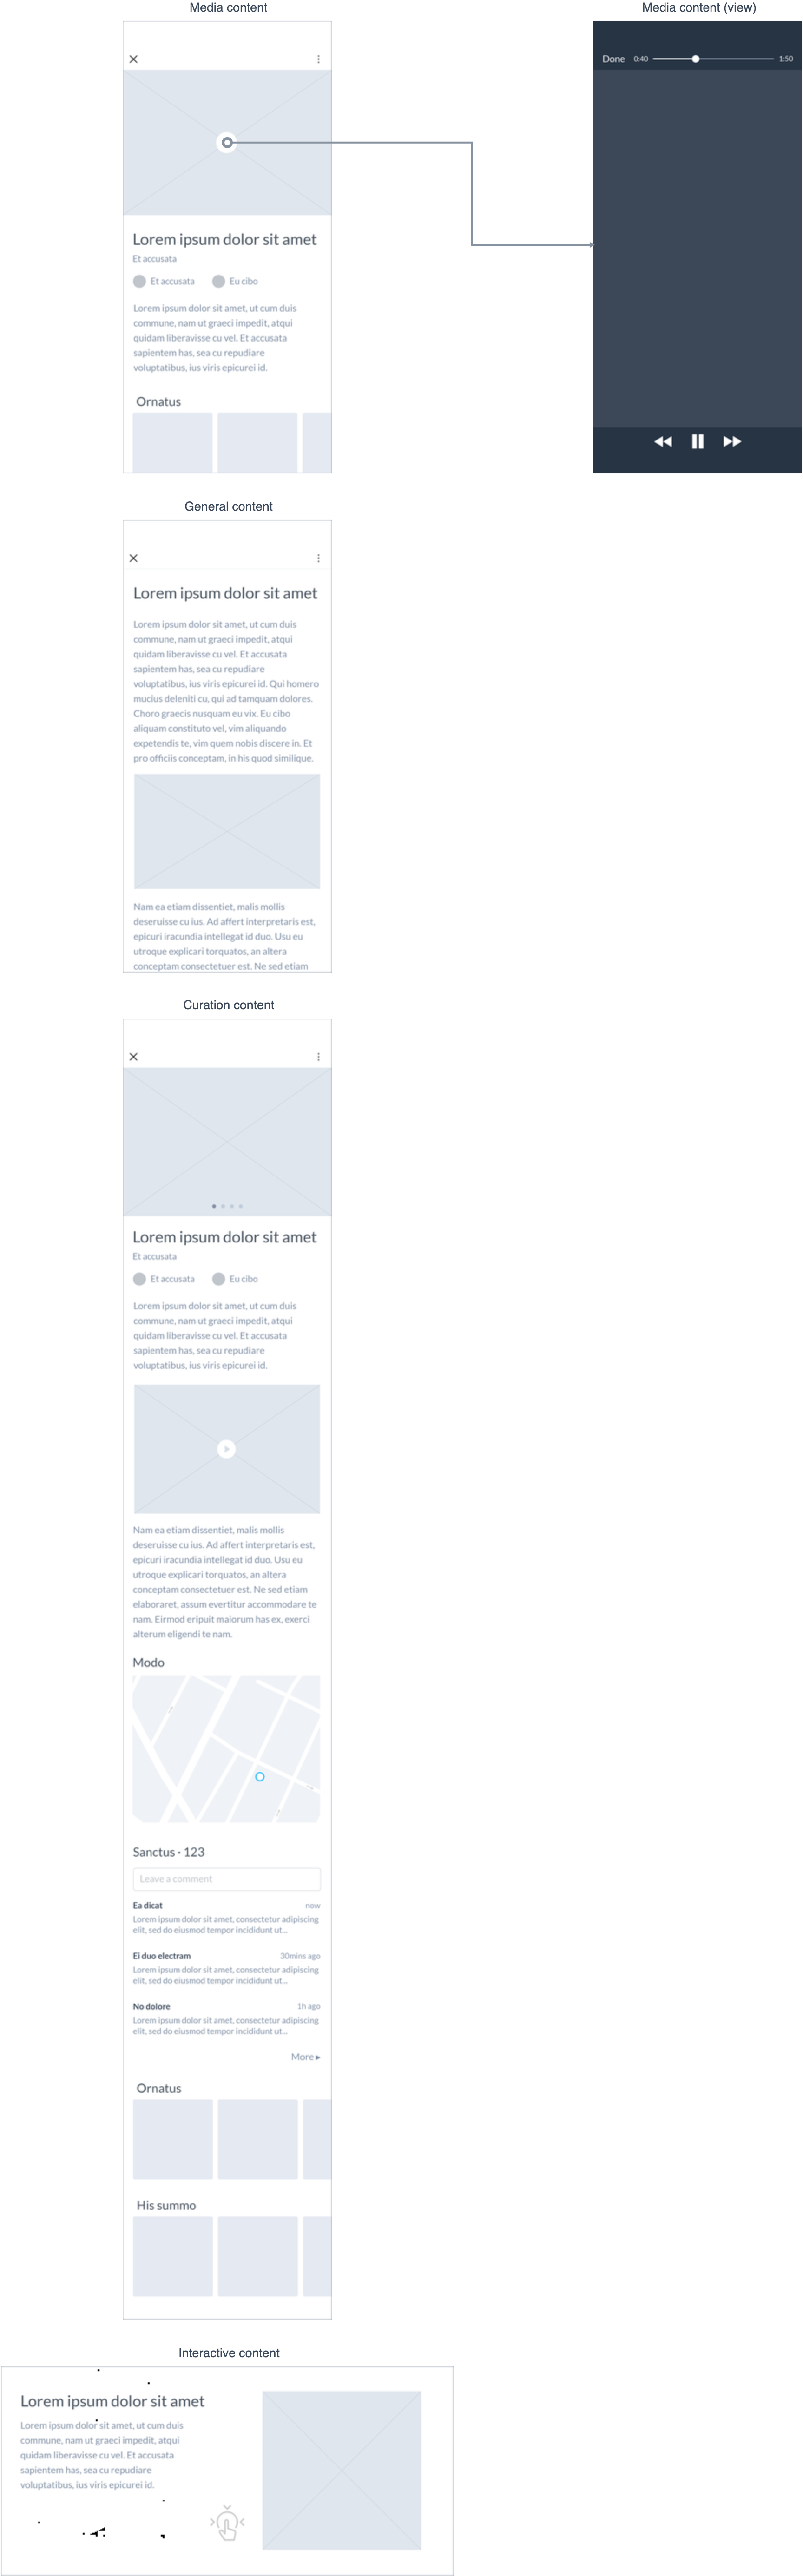 Media content
Media content (view)
Done 0:40 1:50
Lorem ipsum dolor sit amet
Et accusata
Et accusata Eu cibo
Lorem ipsum dolor sit amet, ut cum duis
commune, nam ut graeci impedit, atqui
quidam liberavisse cu vel. Et accusata
sapientem has, sea cu repudiare
voluptatibus, ius viris epicurei id.
Ornatus
General content
Lorem ipsum dolor sit amet
Lorem ipsum dolor sit amet, ut cum duis
commune, nam ut graeci impedit, atqui
quidam liberavisse cu vel. Et accusata
sapientem has, sea cu repudiare
voluptatibus, ius viris epicurei id. Qui homero
mucius deleniti cu, qui ad tamquam dolores.
Choro graecis nusquam eu vix. Eu cibo
aliquam constituto vel, vim aliquando
expetendis te, vim quem nobis discere in. Et
pro officiis conceptam, in his quod similique.
Nam ea etiam dissentiet, malis mollis
deseruisse cu ius. Ad affert interpretaris est,
epicuri iracundia intellegat id duo. Usu eu
utroque explicari torquatos, an altera
conceptam consectetuer est. Ne sed etiam
Curation content
Lorem ipsum dolor sit amet
Et accusata
Et accusata Eu cibo
Lorem ipsum dolor sit amet, ut cum duis
commune, nam ut graeci impedit, atqui
quidam liberavisse cu vel. Et accusata
sapientem has, sea cu repudiare
voluptatibus, ius viris epicurei id.
Nam ea etiam dissentiet, malis mollis
deseruisse cu ius. Ad affert interpretaris est,
epicuri iracundia intellegat id duo. Usu eu
utroque explicari torquatos, an altera
conceptam consectetuer est. Ne sed etiam
elaboraret, assum evertitur accommodare te
nam. Eirmod eripuit maiorum has ex, exerci
alterum eligendi te nam.
Modo
Sanctus · 123
Leave a comment
Ea dicat now
Lorem ipsum dolor sit amet, consectetur adipiscing
elit, sed do eiusmod tempor incididunt ut...
Ei duo electram 30mins ago
Lorem ipsum dolor sit amet, consectetur adipiscing
elit, sed do eiusmod tempor incididunt ut...
No dolore 1h ago
Lorem ipsum dolor sit amet, consectetur adipiscing
elit, sed do eiusmod tempor incididunt ut...
More ▸
Ornatus
His summo
Interactive content
Lorem ipsum dolor sit amet
Lorem ipsum dolor sit amet, ut cum duis
commune, nam ut graeci impedit, atqui
quidam liberavisse cu vel. Et accusata
sapientem has, sea cu repudiare
voluptatibus, ius viris epicurei id.